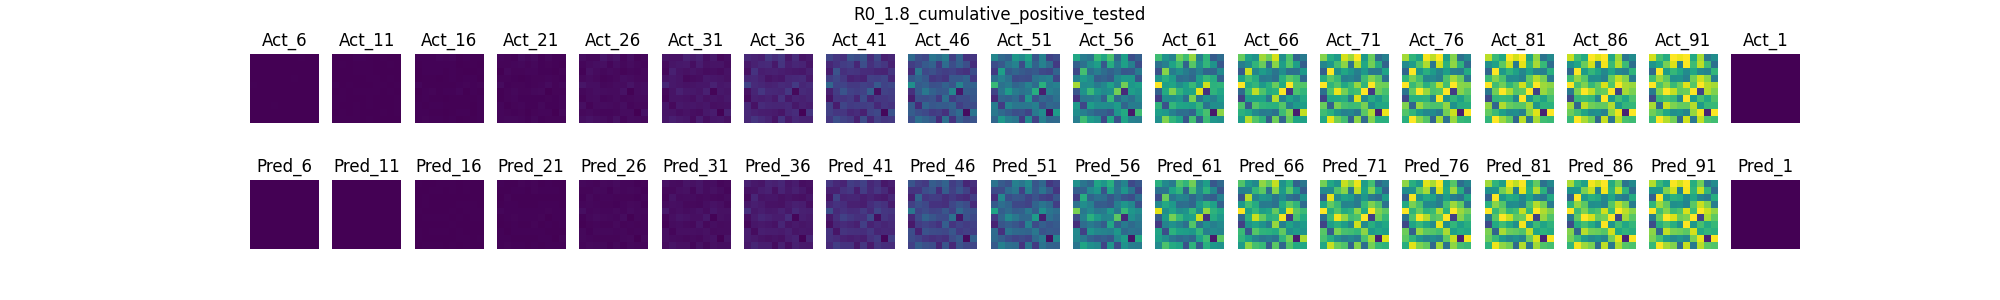 R0_1.8_cumulative_positive_tested
Act_6 Act_11 Act_16 Act_21 Act_26 Act_31 Act_36 Act_41 Act_46 Act_51 Act_56 Act_61 Act_66 Act_71 Act_76 Act_81 Act_86 Act_91 Act_1
Pred_6 Pred_11 Pred_16 Pred_21 Pred_26 Pred_31 Pred_36 Pred_41 Pred_46 Pred_51 Pred_56 Pred_61 Pred_66 Pred_71 Pred_76 Pred_81 Pred_86 Pred_91 Pred_1